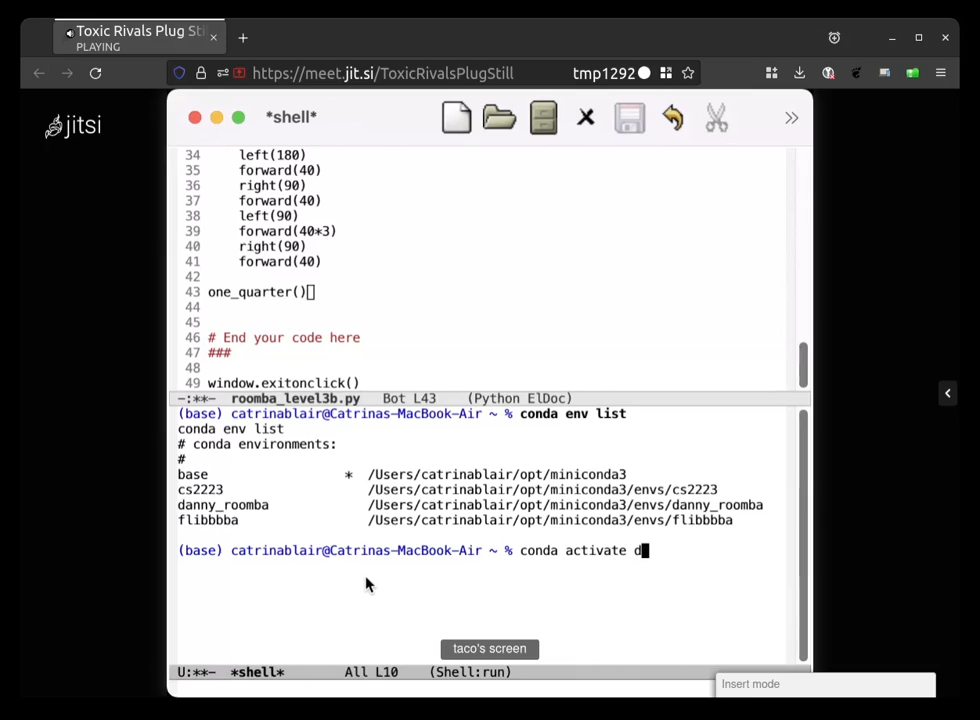 Toxic Rivals Plug Sti
PLAYING
https://meet.jit.si/ToxicRivalsPlugStill
tmp1292
jitsi
*shell*
34 left(180)
35 forward(40)
36 right(90)
37 forward(40)
38 left(90)
39 forward(40*3)
40 right(90)
41 forward(40)
42
43 one_quarter()
44
45
46 # End your code here
47 ###
48
49 window.exitonclick()
-:**- roomba_level3b.py Bot L43 (Python ElDoc)
(base) catrinablair@Catrinas-MacBook-Air ~ % conda env list
conda env list
# conda environments:
#
base * /Users/catrinablair/opt/miniconda3
cs2223 /Users/catrinablair/opt/miniconda3/envs/cs2223
danny_roomba /Users/catrinablair/opt/miniconda3/envs/danny_roomba
flibbbba /Users/catrinablair/opt/miniconda3/envs/flibbbba
(base) catrinablair@Catrinas-MacBook-Air ~ % conda activate d
taco's screen
U:**- *shell* All L10 (Shell:run)
Insert mode